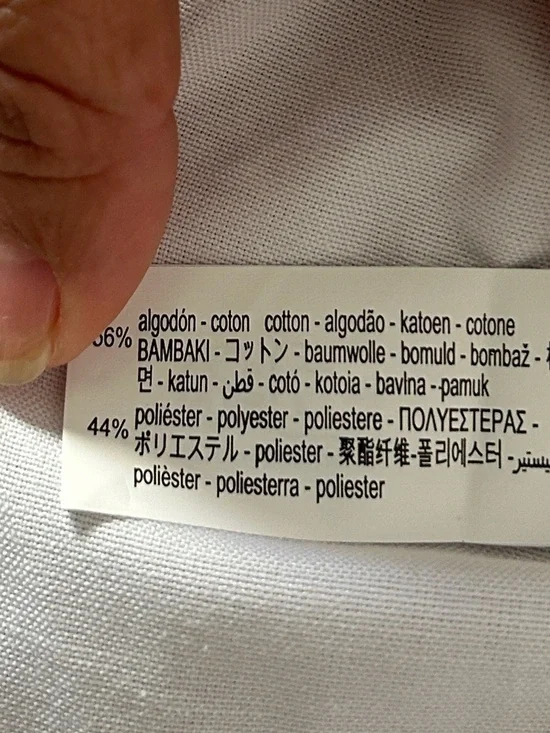 56% algodón - coton cotton - algodão - katoen - cotone
BAMBAKI - コットン - baumwolle - bomuld - bombaž -
면 - katun - قطن - cotó - kotoia - bavlna - pamuk
44% poliéster - polyester - poliestere - ΠΟΛΥΕΣΤΕΡΑΣ -
ポリエステル - poliester - 聚酯纤维-폴리에스터 -
polièster - poliesterra - poliester